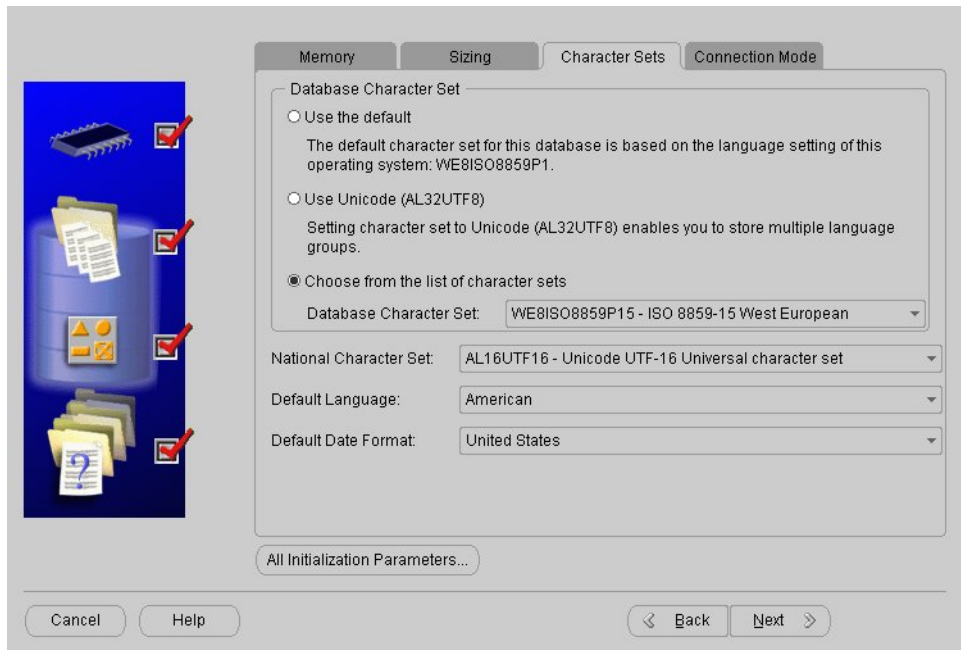 Memory
Sizing
Character Sets
Connection Mode
Database Character Set
Use the default
The default character set for this database is based on the language setting of this
operating system: WE8ISO8859P1.
Use Unicode (AL32UTF8)
Setting character set to Unicode (AL32UTF8) enables you to store multiple language
groups.
Choose from the list of character sets
Database Character Set: WE8ISO8859P15 - ISO 8859-15 West European
National Character Set: AL16UTF16 - Unicode UTF-16 Universal character set
Default Language: American
Default Date Format: United States
?
All Initialization Parameters...
Cancel
Help
Back
Next